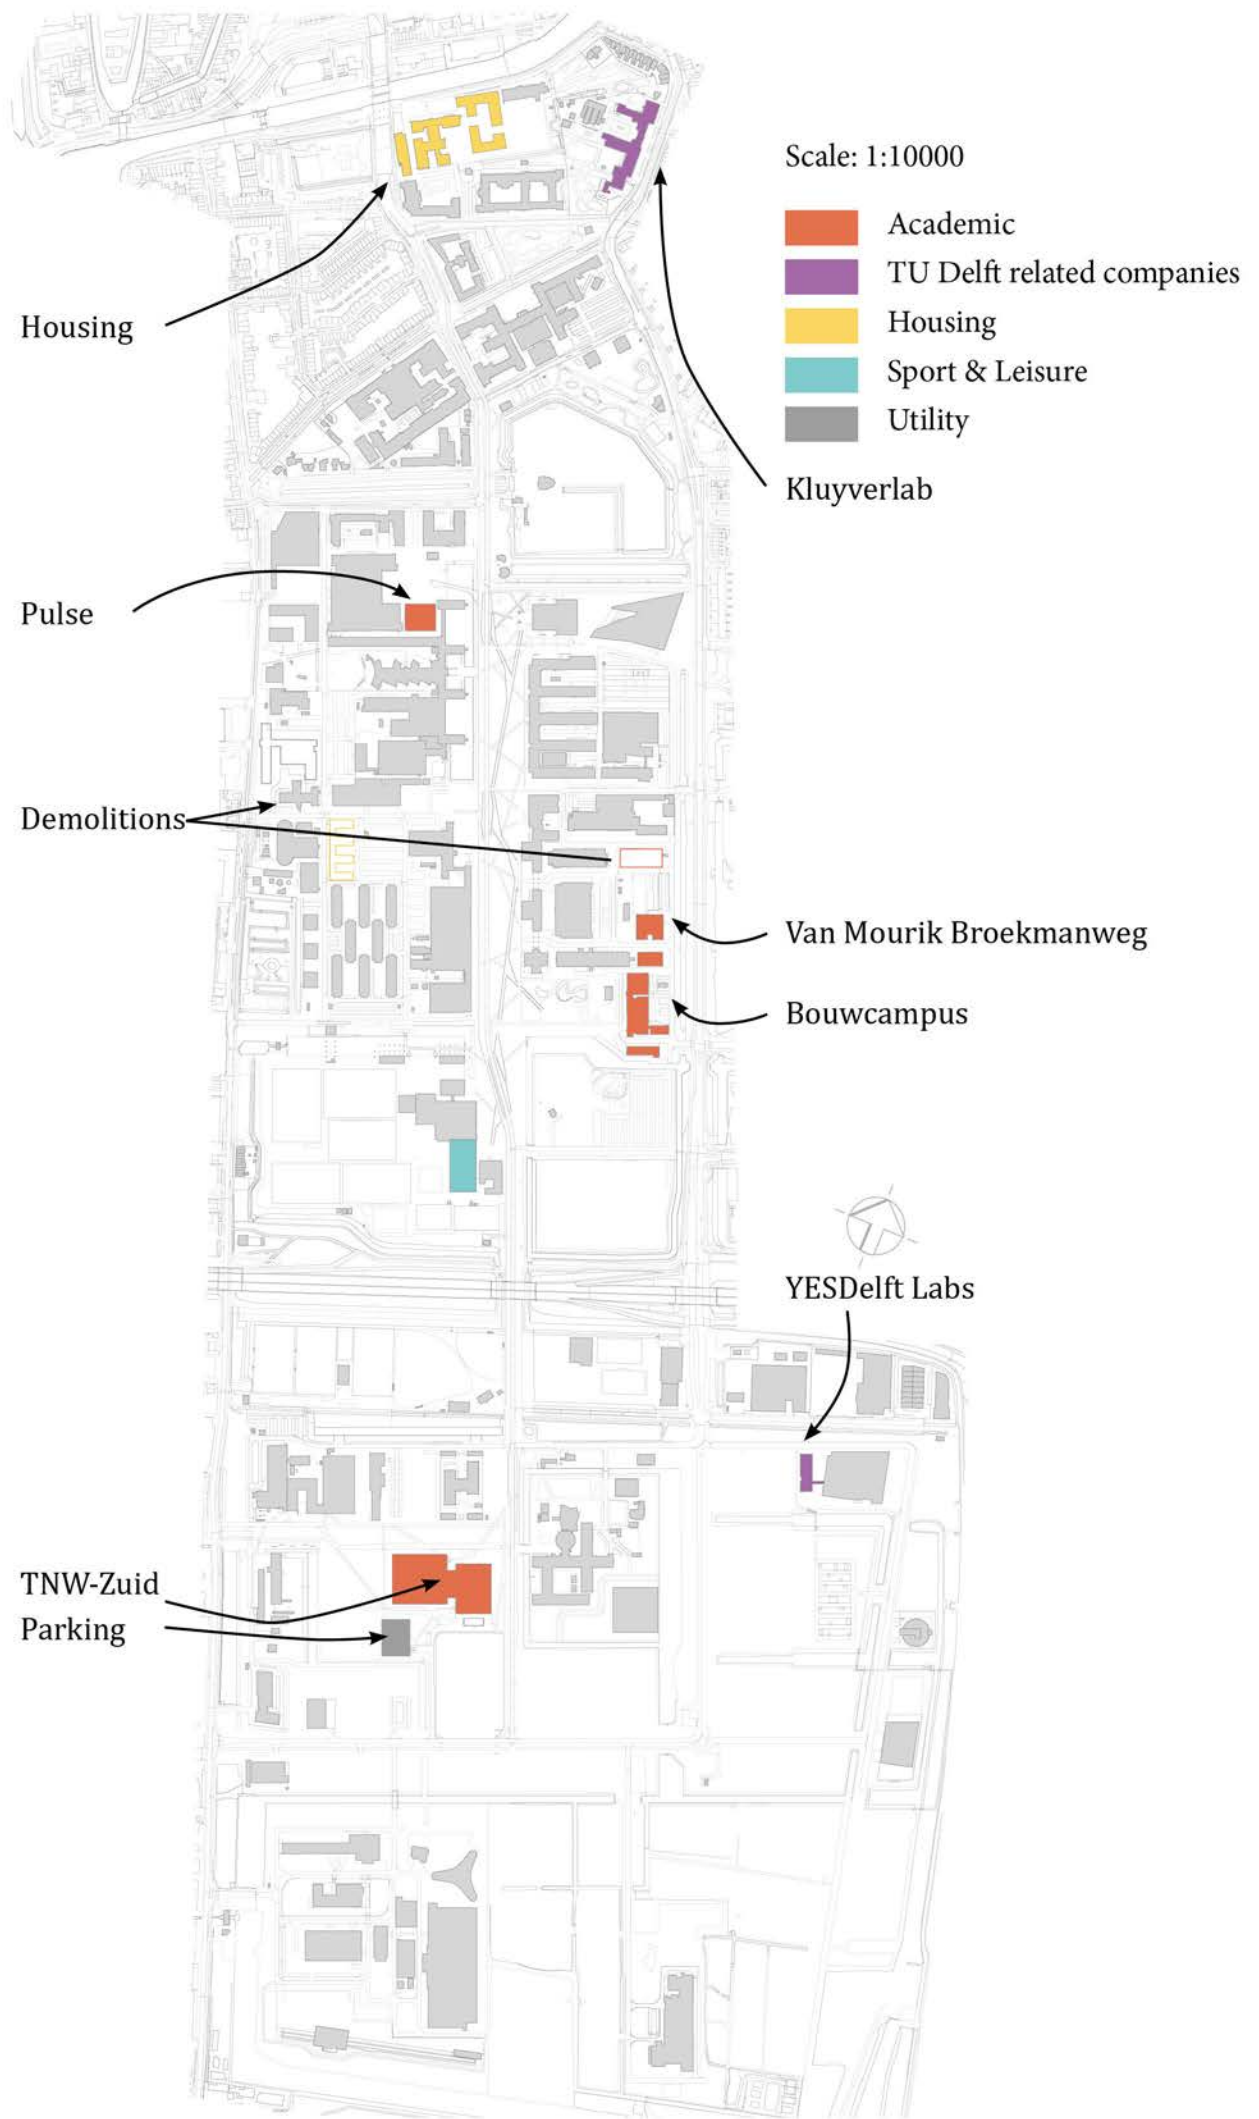 Scale: 1:10000
Academic
TU Delft related companies
Housing
Sport & Leisure
Utility
Housing
Kluyverlab
Pulse
Demolitions
Van Mourik Broekmanweg
Bouwcampus
YESDelft Labs
TNW-Zuid
Parking